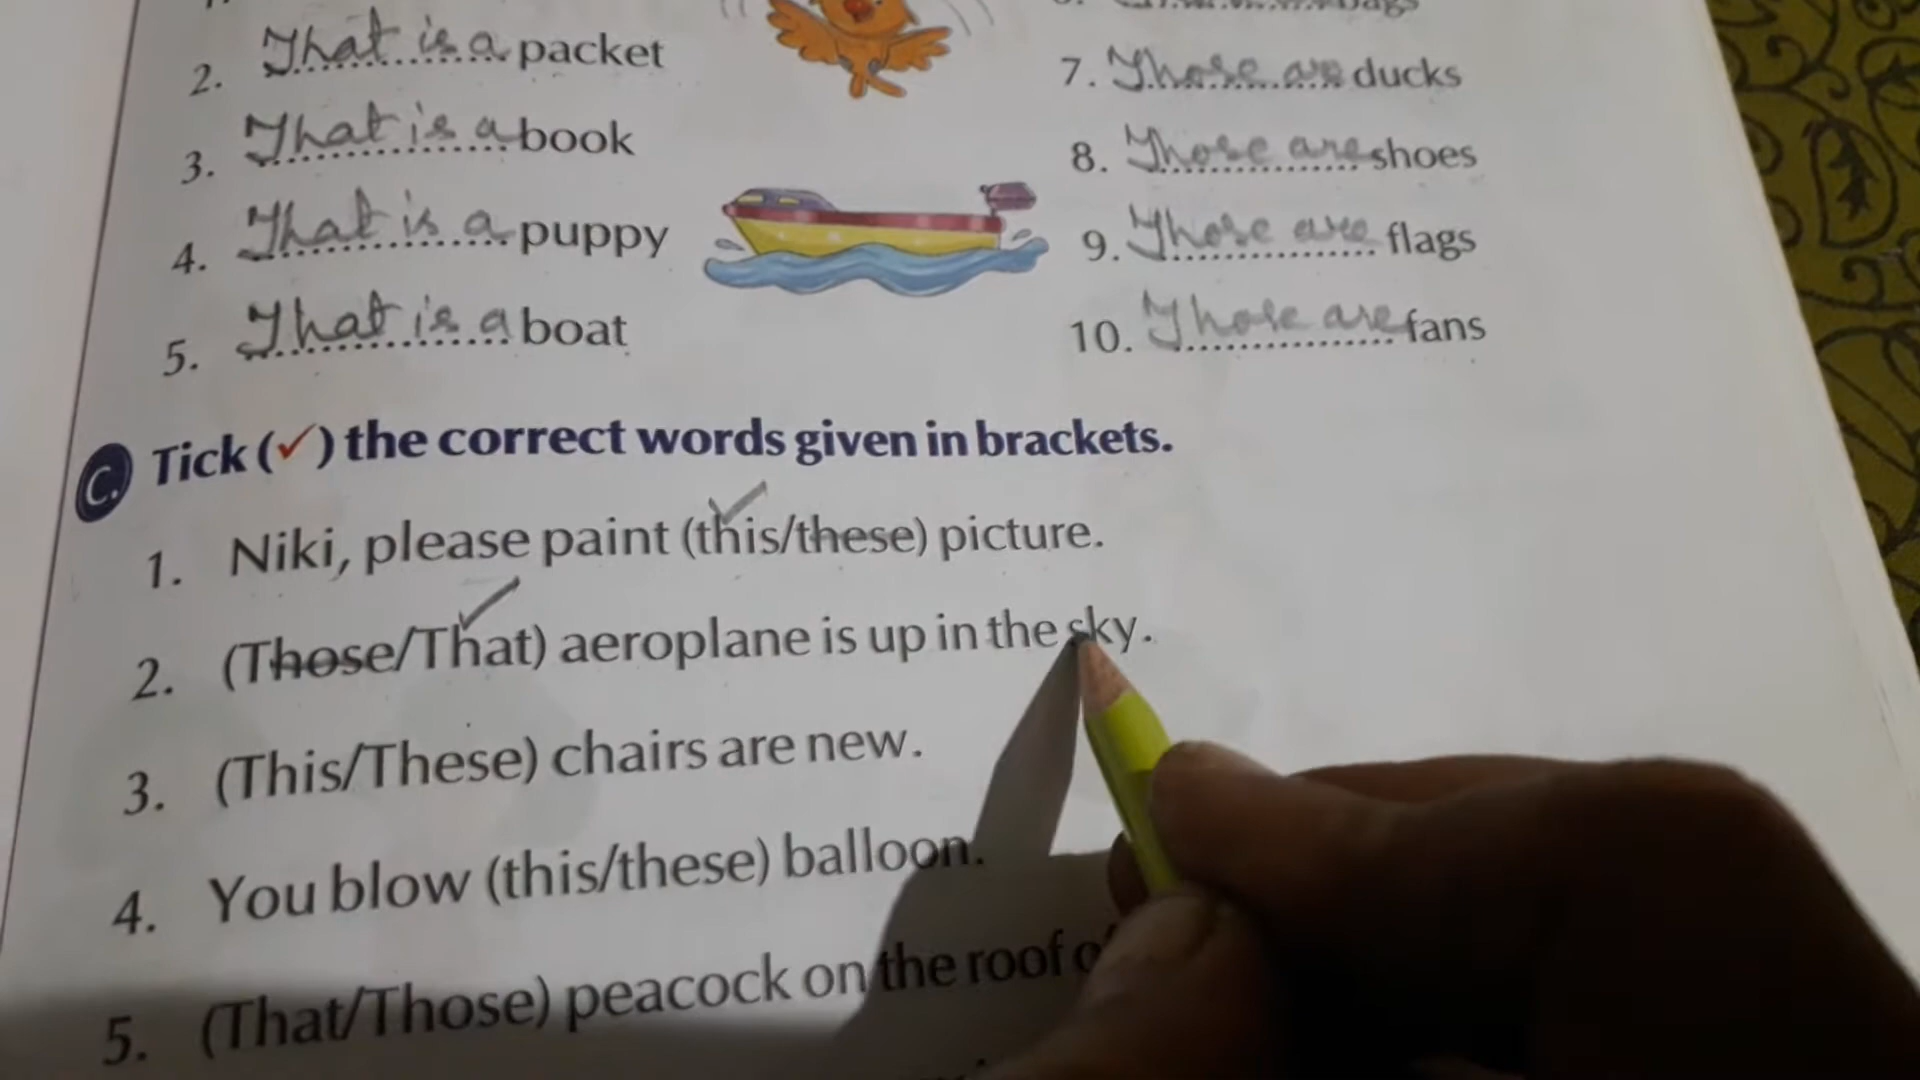 2. That is a packet
3. That is a book
4. That is a puppy
5. That is a boat
7. Those are ducks
8. Those are shoes
9. Those are flags
10. Those are fans
C. Tick (✓) the correct words given in brackets.
1. Niki, please paint (this/these) picture.
2. (Those/That) aeroplane is up in the sky.
3. (This/These) chairs are new.
4. You blow (this/these) balloon.
5. (That/Those) peacock on the roof